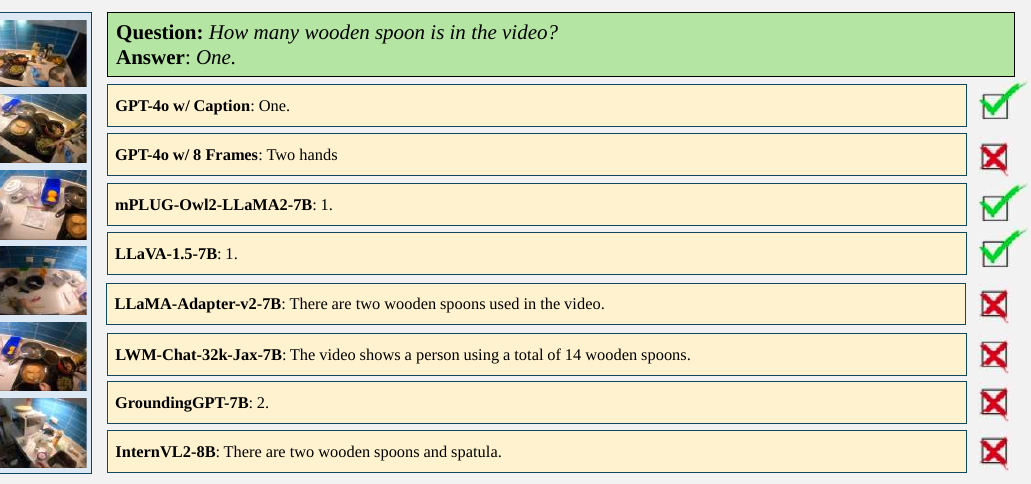 Question: How many wooden spoon is in the video?
Answer: One.
GPT-4o w/ Caption: One.
GPT-4o w/ 8 Frames: Two hands
mPLUG-Owl2-LLaMA2-7B: 1.
LLaVA-1.5-7B: 1.
LLaMA-Adapter-v2-7B: There are two wooden spoons used in the video.
LWM-Chat-32k-Jax-7B: The video shows a person using a total of 14 wooden spoons.
GroundingGPT-7B: 2.
InternVL2-8B: There are two wooden spoons and spatula.